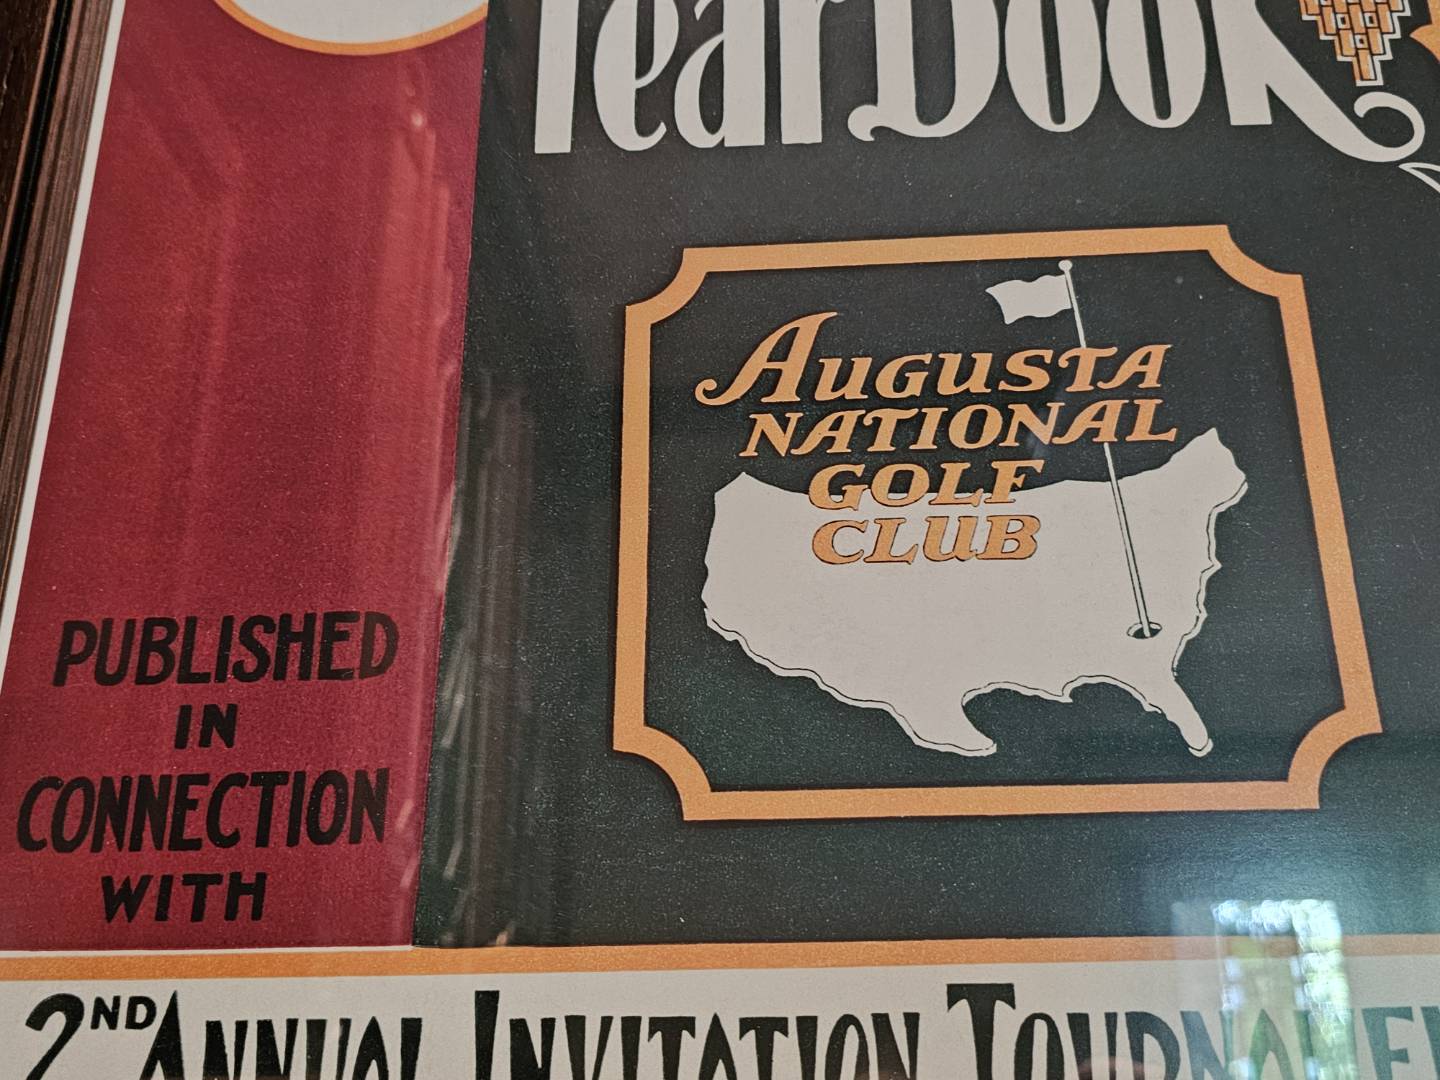 YearBook
AUGUSTA
NATIONAL
GOLF
CLUB
PUBLISHED
IN
CONNECTION
WITH
2ND ANNUAL INVITATION